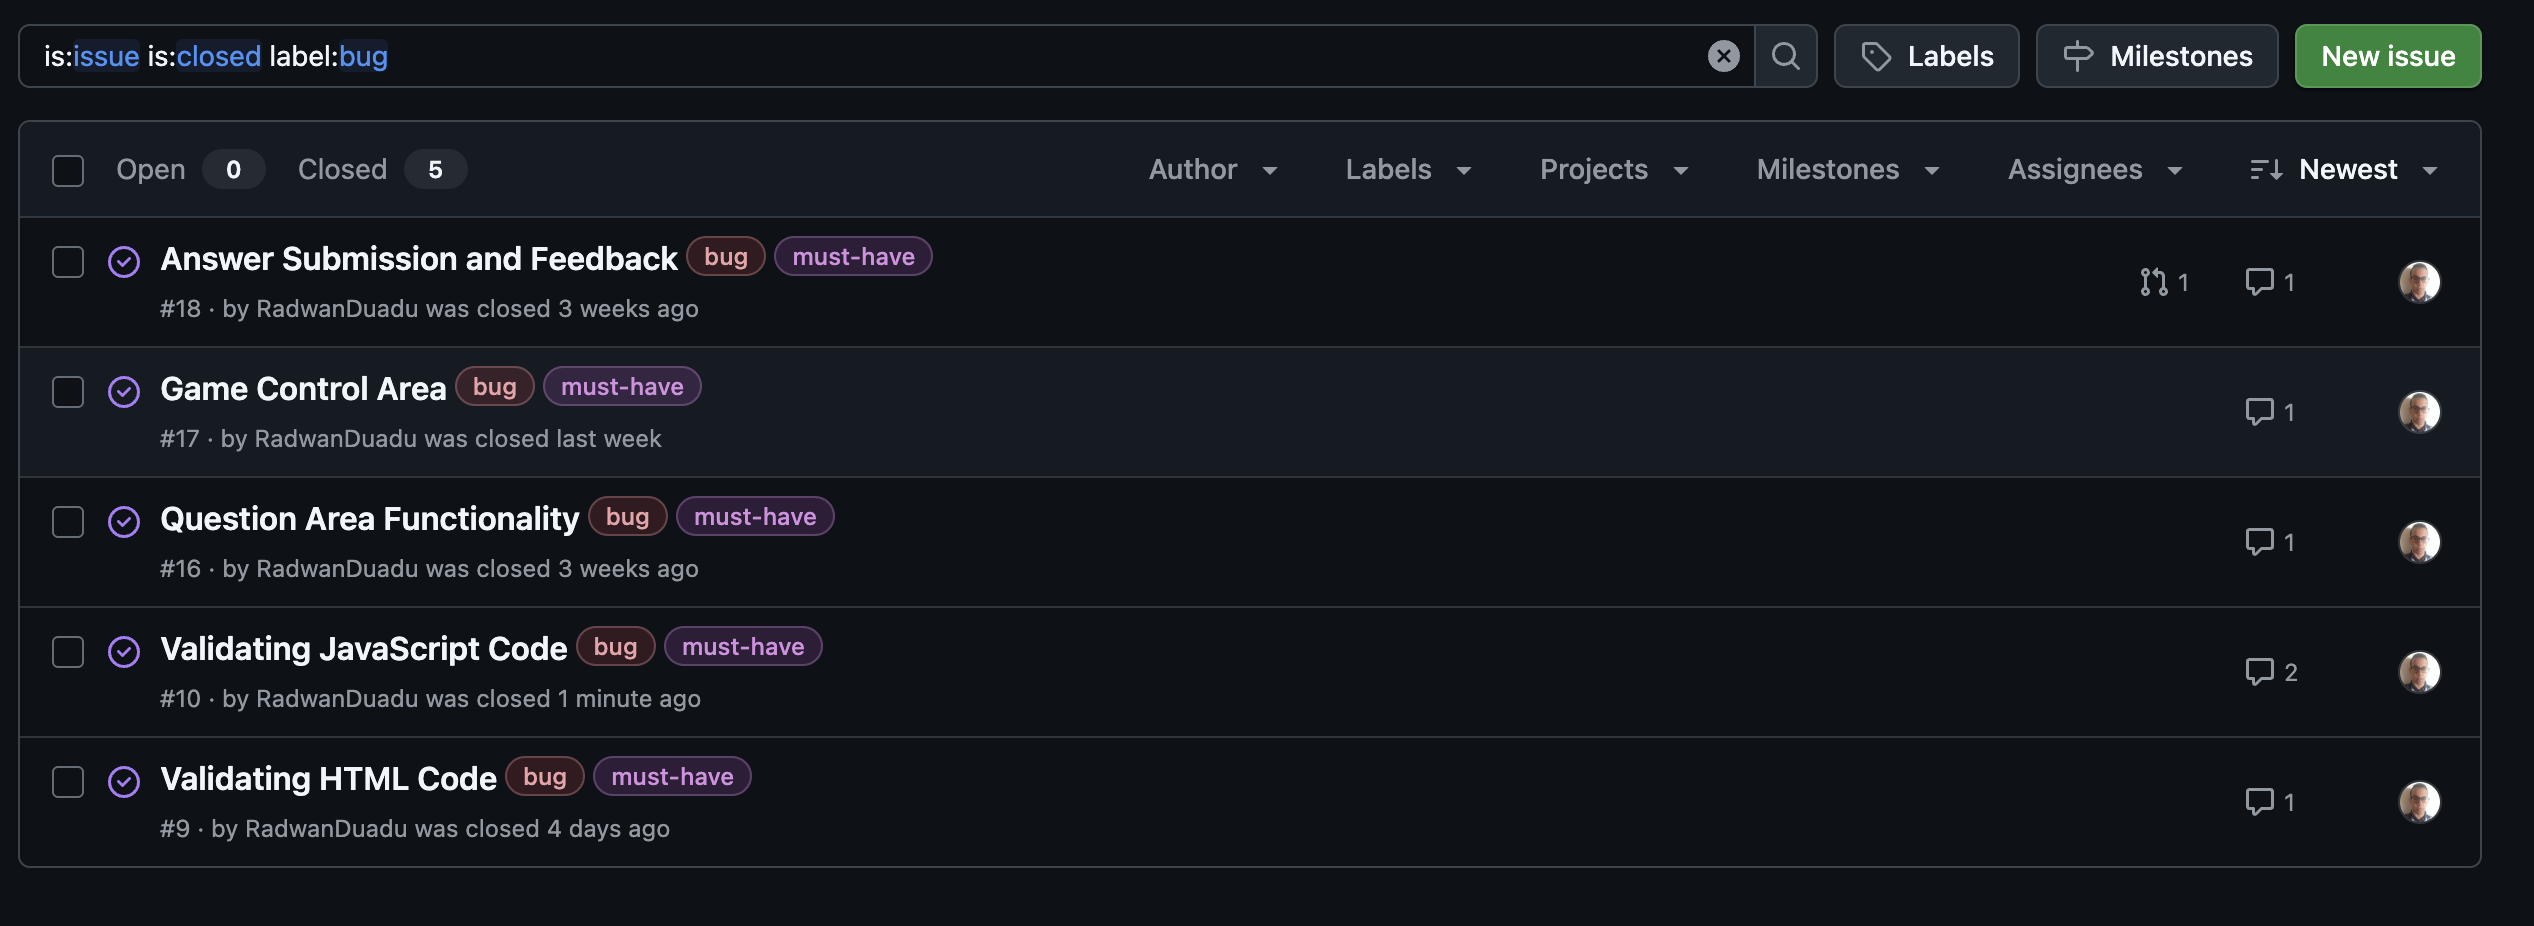 is:issue is:closed label:bug
Labels
Milestones
New issue
Open 0 Closed 5 Author Labels Projects Milestones Assignees Newest
Answer Submission and Feedback bug must-have
#18 · by RadwanDuadu was closed 3 weeks ago
1 1
Game Control Area bug must-have
#17 · by RadwanDuadu was closed last week
1
Question Area Functionality bug must-have
#16 · by RadwanDuadu was closed 3 weeks ago
1
Validating JavaScript Code bug must-have
#10 · by RadwanDuadu was closed 1 minute ago
2
Validating HTML Code bug must-have
#9 · by RadwanDuadu was closed 4 days ago
1